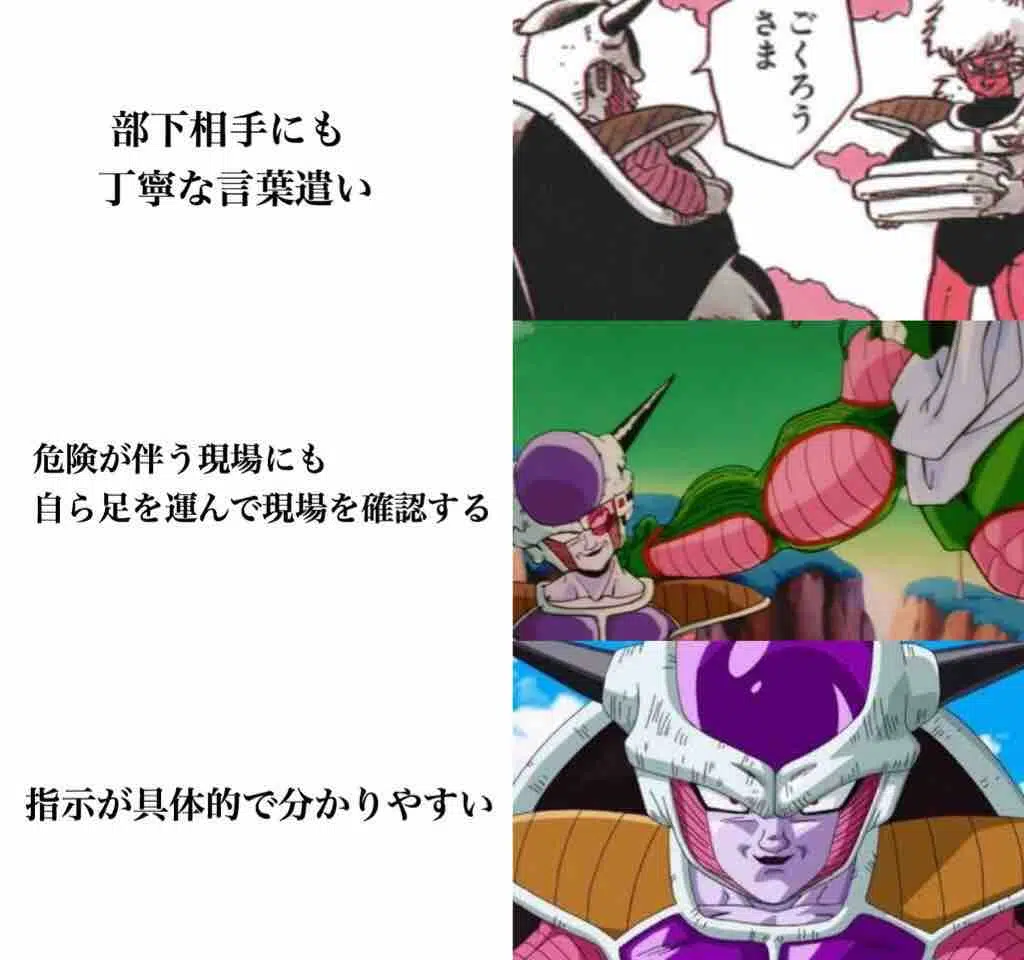 部下相手にも
丁寧な言葉遣い
ごくろう
さま
危険が伴う現場にも
自ら足を運んで現場を確認する
指示が具体的で分かりやすい